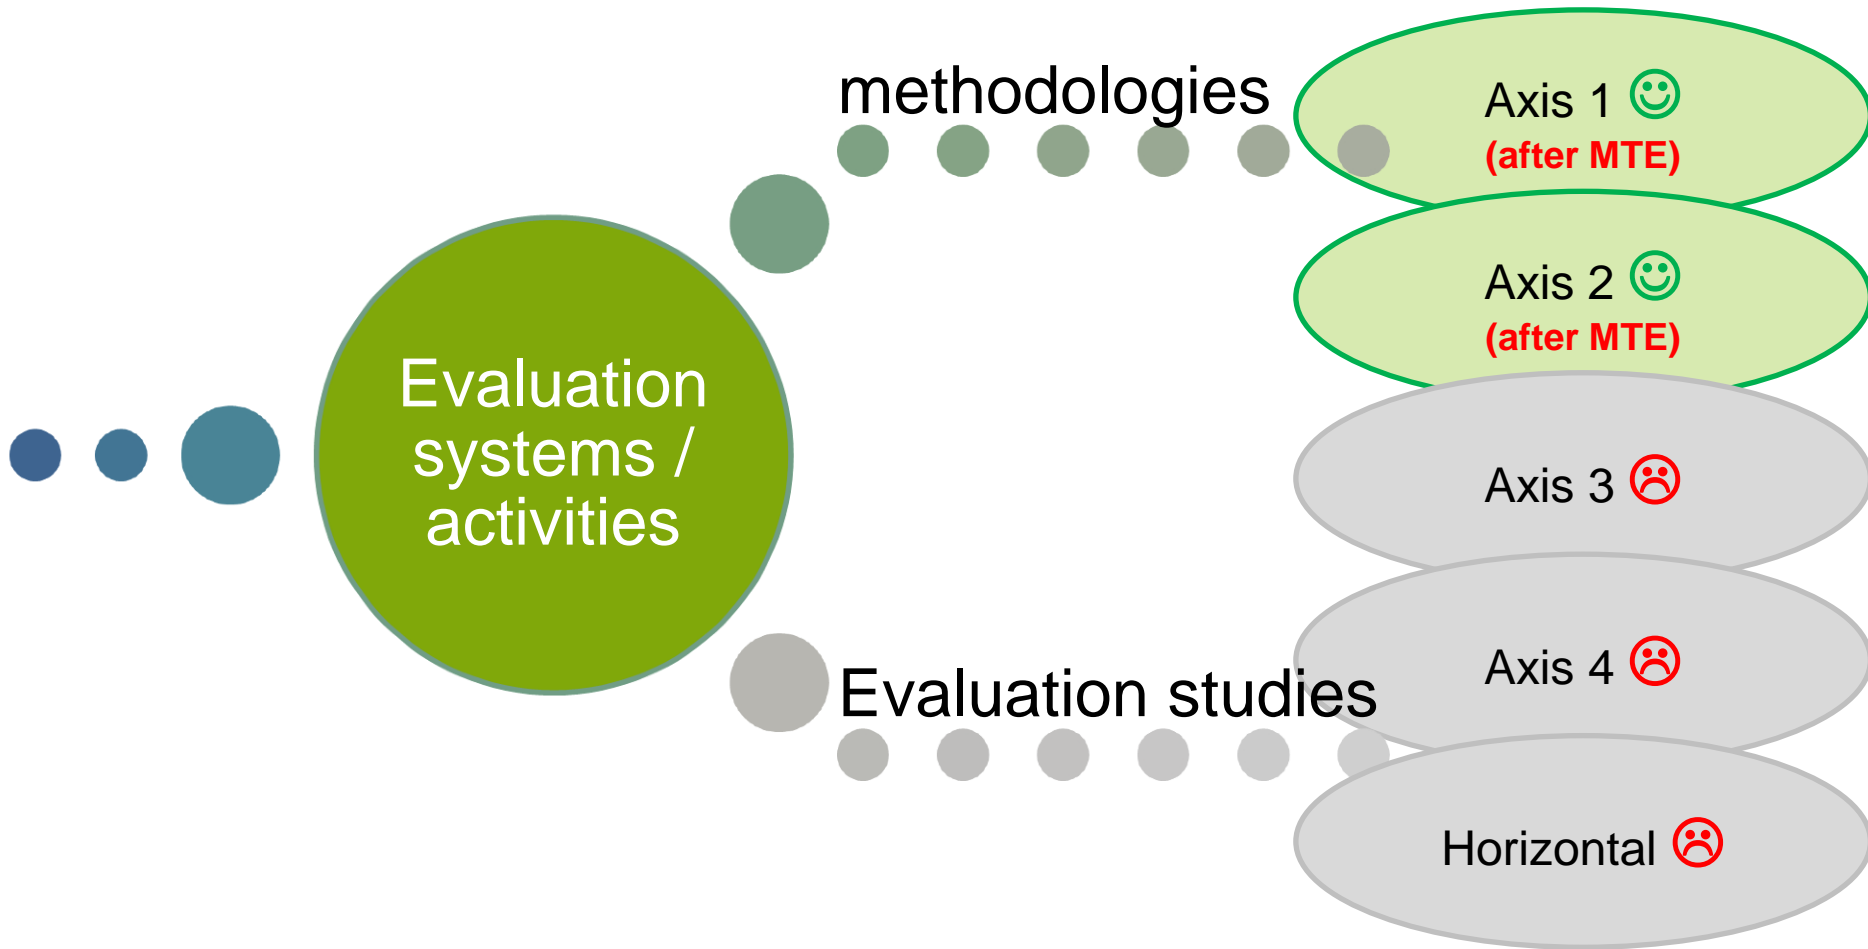 methodologies
Axis 1 ☺
(after MTE)
Axis 2 ☺
(after MTE)
Evaluation
systems /
activities
Axis 3 ☹
Axis 4 ☹
Evaluation studies
Horizontal ☹